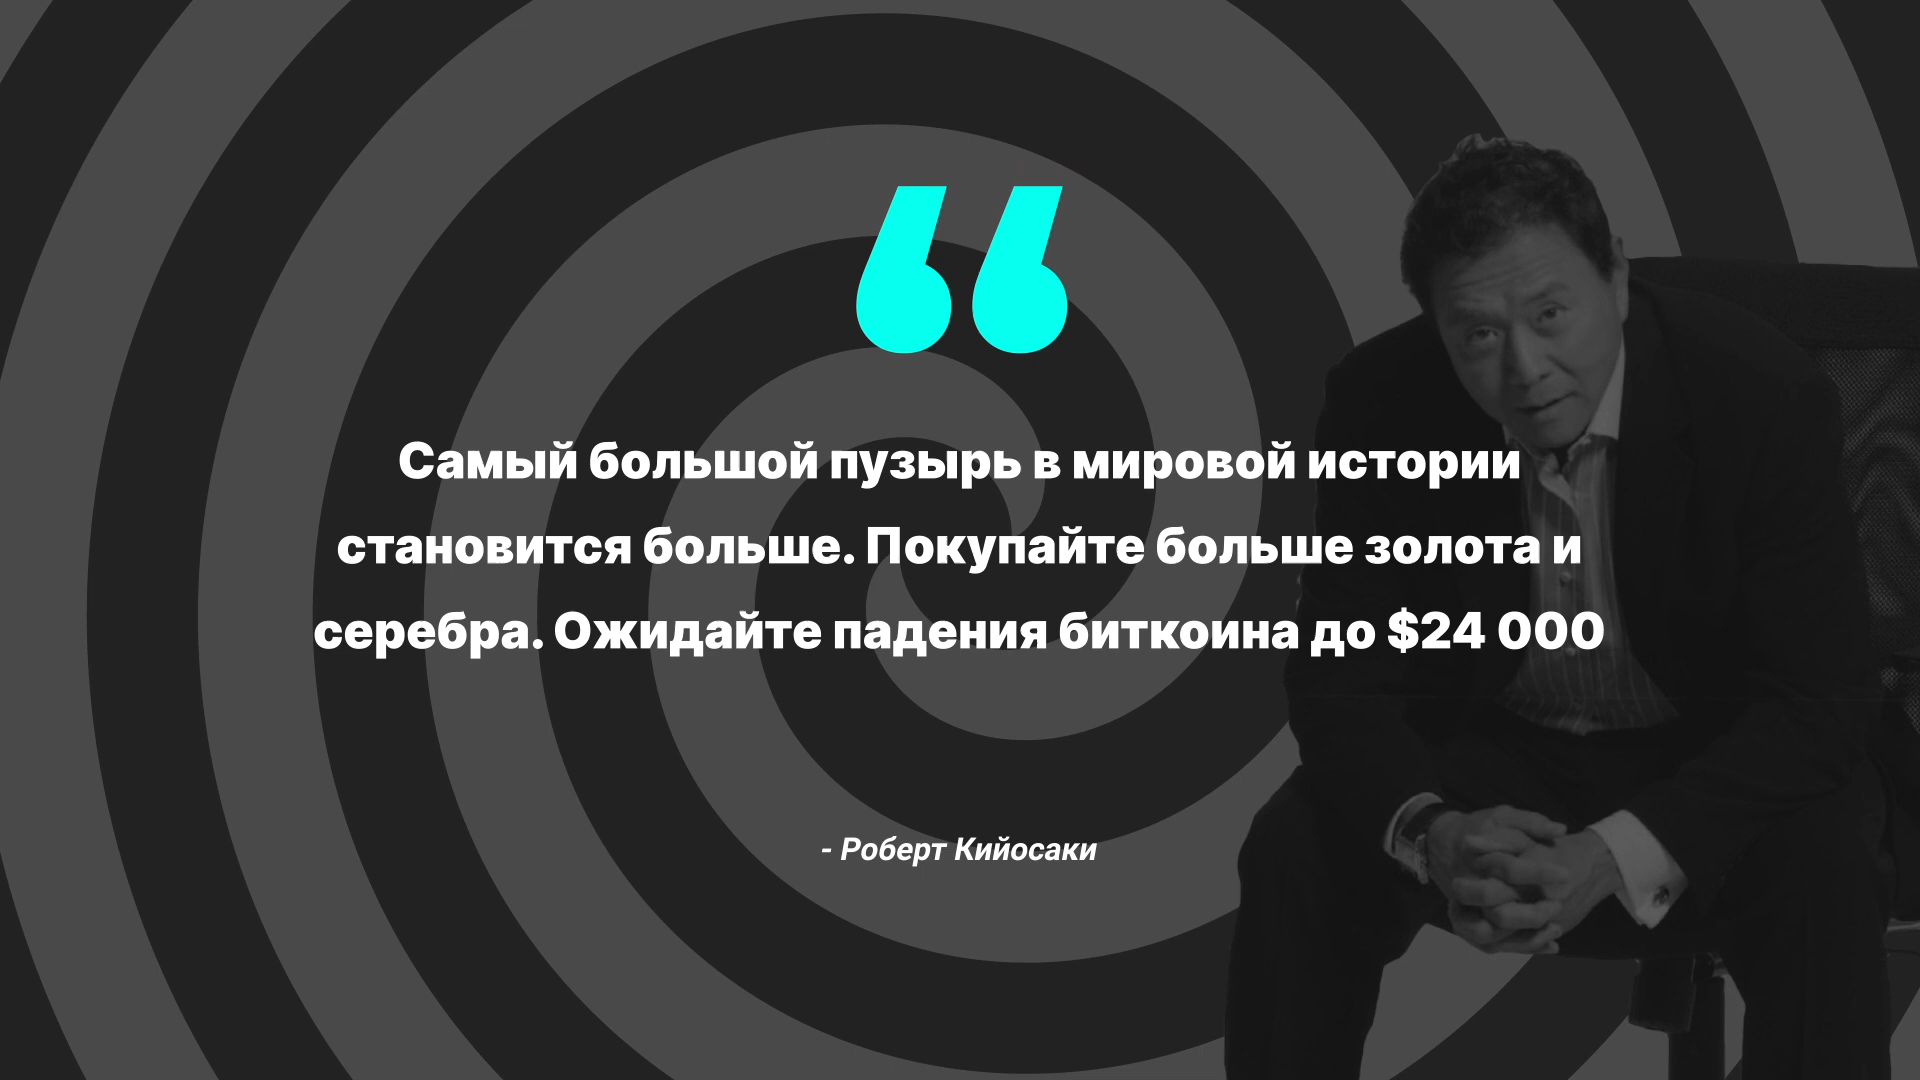 Самый большой пузырь в мировой истории
становится больше. Покупайте больше золота и
серебра. Ожидайте падения биткоина до $24 000
- Роберт Кийосаки